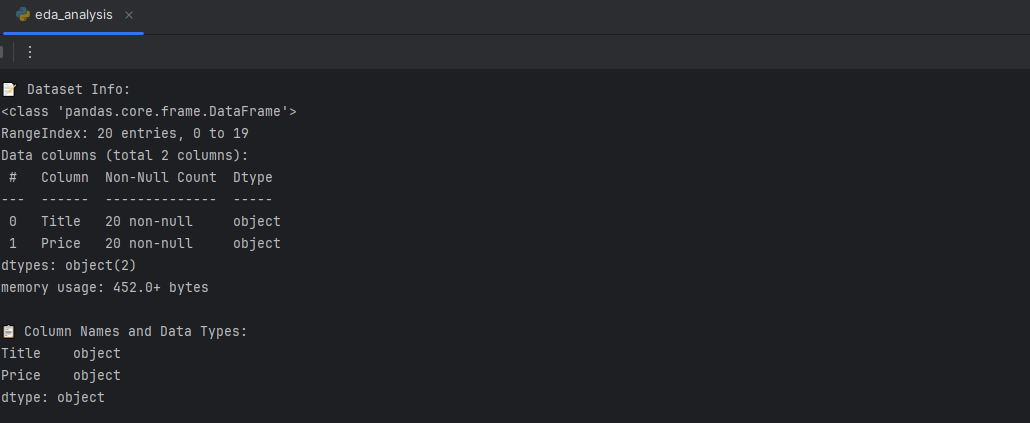 eda_analysis ×
📝 Dataset Info:
<class 'pandas.core.frame.DataFrame'>
RangeIndex: 20 entries, 0 to 19
Data columns (total 2 columns):
 #   Column  Non-Null Count  Dtype
---  ------  --------------  -----
 0   Title   20 non-null     object
 1   Price   20 non-null     object
dtypes: object(2)
memory usage: 452.0+ bytes
📋 Column Names and Data Types:
Title    object
Price    object
dtype: object